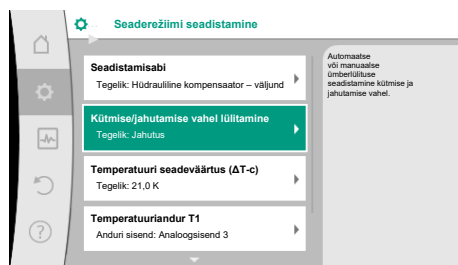 Seaderežiimi seadistamine
Seadistamisabi
Tegelik: Hüdrauliline kompensaator – väljund
Kütmise/jahutamise vahel lülitamine
Tegelik: Jahutus
Temperatuuri seadeväärtus (ΔT-c)
Tegelik: 21,0 K
Temperatuuriandur T1
Anduri sisend: Analoogsisend 3
Automaatse
või manuaalse
ümberlülituse
seadistamine kütmise ja
jahutamise vahel.
?